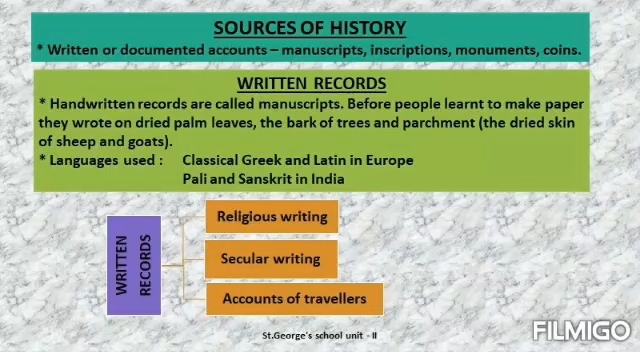 SOURCES OF HISTORY
* Written or documented accounts – manuscripts, inscriptions, monuments, coins.
WRITTEN RECORDS
* Handwritten records are called manuscripts. Before people learnt to make paper
they wrote on dried palm leaves, the bark of trees and parchment (the dried skin
of sheep and goats).
* Languages used : Classical Greek and Latin in Europe
Pali and Sanskrit in India
WRITTEN
RECORDS
Religious writing
Secular writing
Accounts of travellers
St.George's school unit - II
FILMIGO